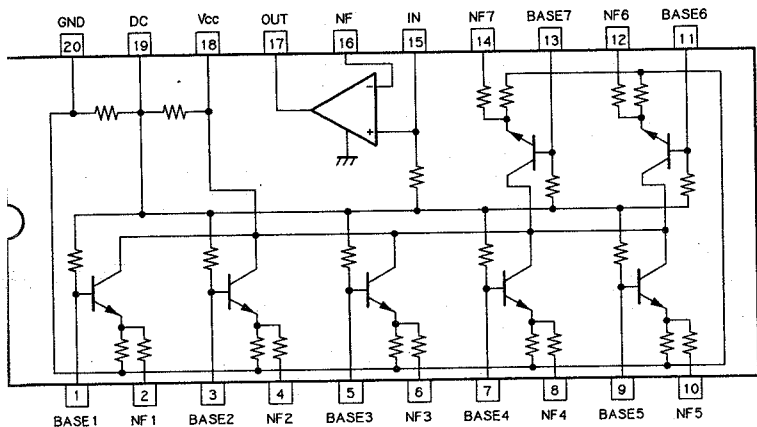 GND DC Vcc OUT NF IN NF7 BASE7 NF6 BASE6
20 19 18 17 16 15 14 13 12 11
−
+
1 2 3 4 5 6 7 8 9 10
BASE1 NF1 BASE2 NF2 BASE3 NF3 BASE4 NF4 BASE5 NF5